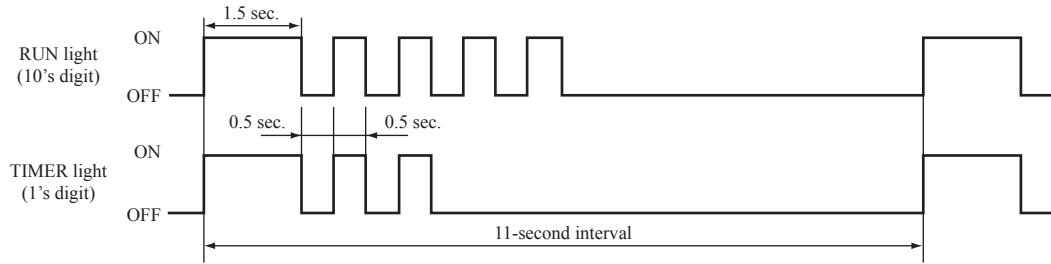 1.5 sec.
ON
RUN light
(10's digit)
OFF
0.5 sec.
0.5 sec.
ON
TIMER light
(1's digit)
OFF
11-second interval